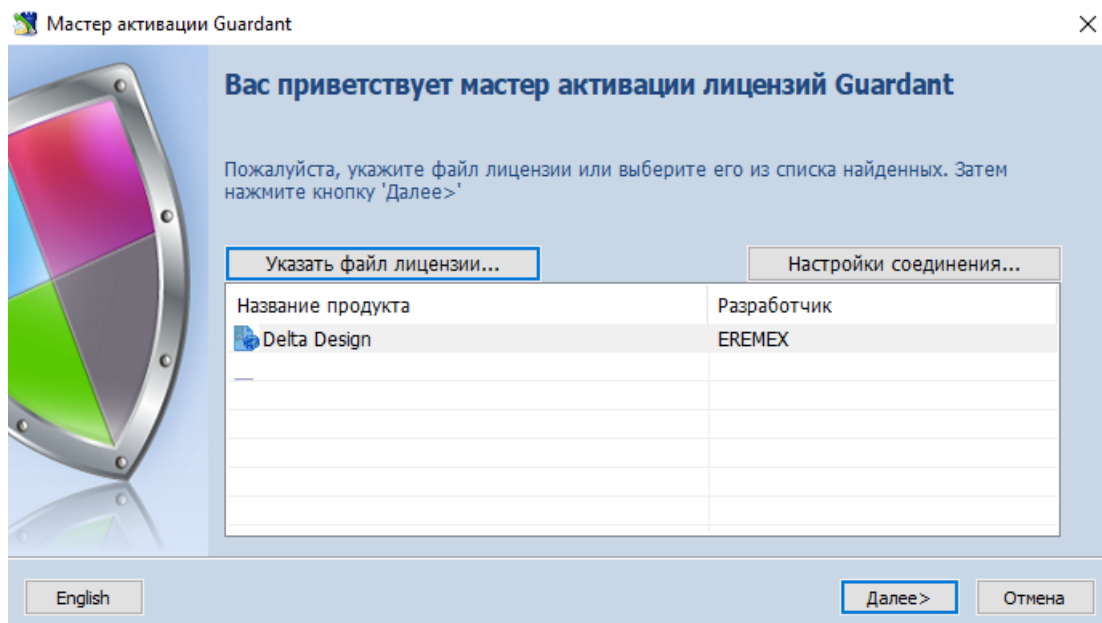 Мастер активации Guardant
Вас приветствует мастер активации лицензий Guardant
Пожалуйста, укажите файл лицензии или выберите его из списка найденных. Затем
нажмите кнопку 'Далее>'
Указать файл лицензии...
Настройки соединения...
Название продукта
Разработчик
Delta Design
EREMEX
English
Далее>
Отмена